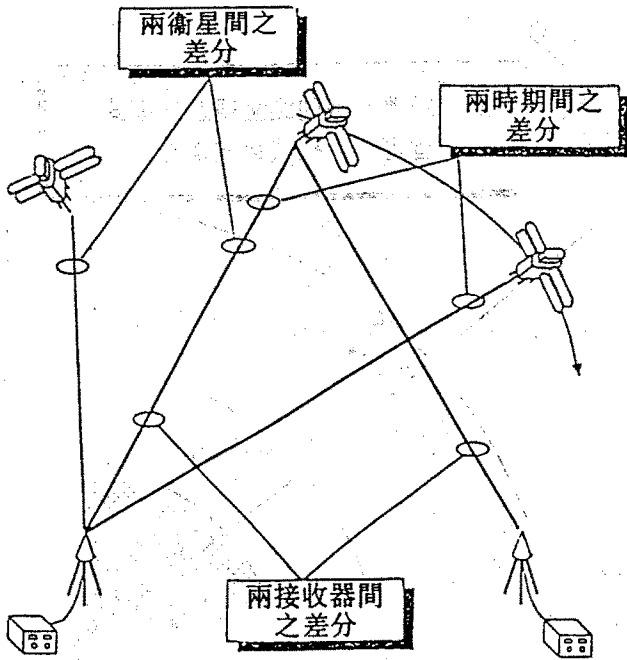 兩衞星間之
差分
兩時期間之
差分
兩接收器間
之差分